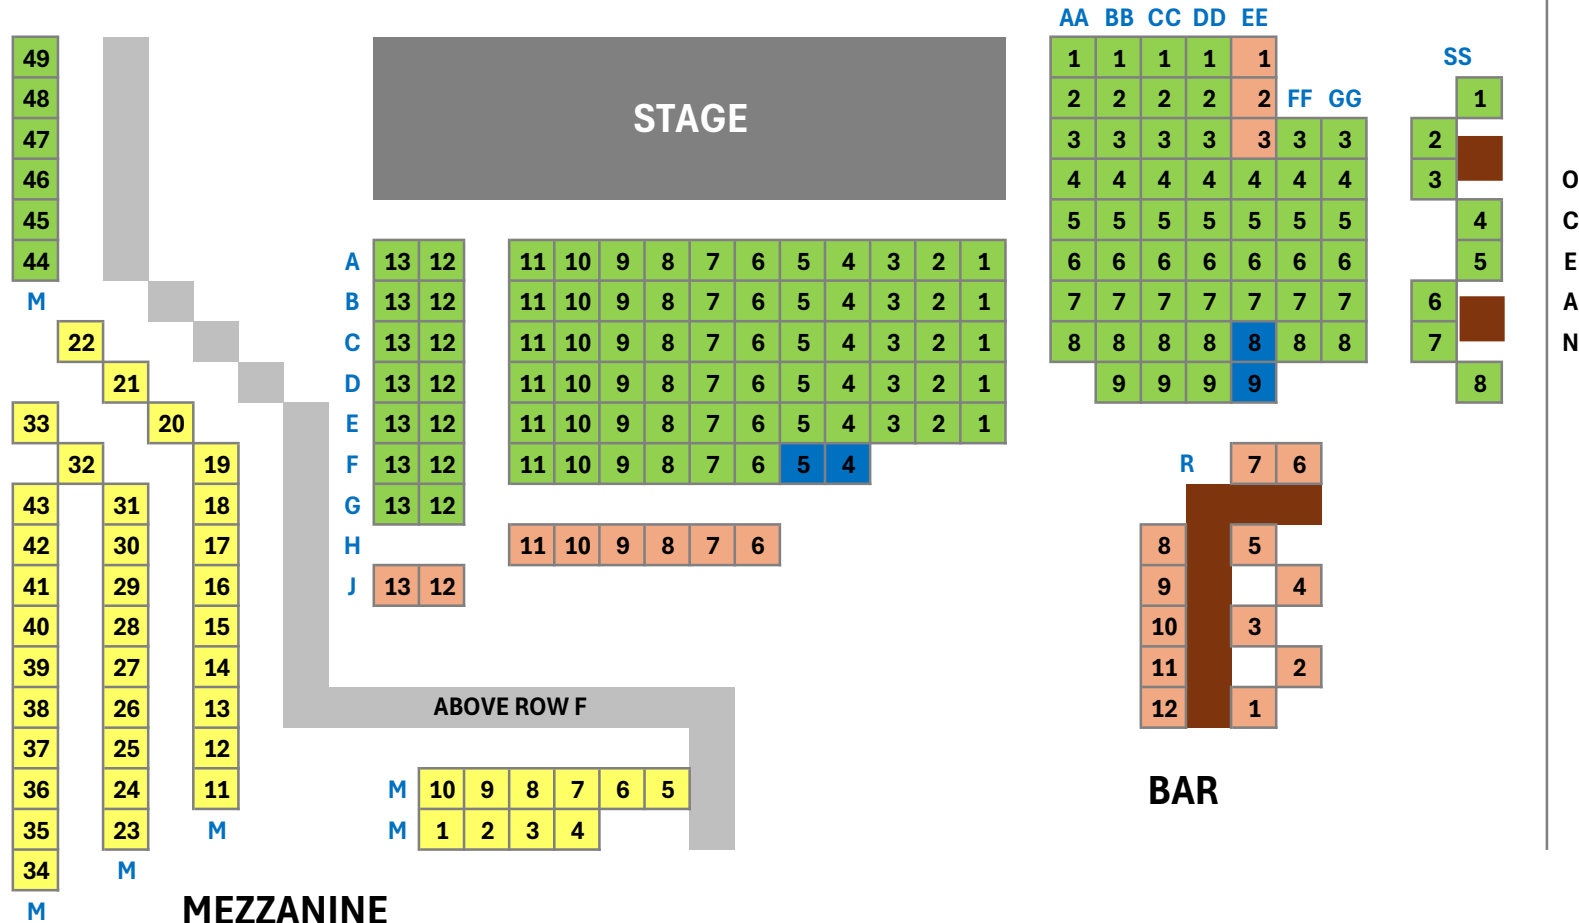 AA BB CC DD EE
49 1 1 1 1 1 SS
48 STAGE 2 2 2 2 2 FF GG 1
47 3 3 3 3 3 3 3 2
46 4 4 4 4 4 4 4 3 O
45 5 5 5 5 5 5 5 4 C
44 A 13 12 11 10 9 8 7 6 5 4 3 2 1 6 6 6 6 6 6 6 5 E
M B 13 12 11 10 9 8 7 6 5 4 3 2 1 7 7 7 7 7 7 7 6 A
22 C 13 12 11 10 9 8 7 6 5 4 3 2 1 8 8 8 8 8 8 8 7 N
21 D 13 12 11 10 9 8 7 6 5 4 3 2 1 9 9 9 9 8
33 20 E 13 12 11 10 9 8 7 6 5 4 3 2 1
32 19 F 13 12 11 10 9 8 7 6 5 4 R 7 6
43 31 18 G 13 12
42 30 17 H 11 10 9 8 7 6 8 5
41 29 16 J 13 12 9 4
40 28 15 10 3
39 27 14 11 2
38 26 13 ABOVE ROW F 12 1
37 25 12
36 24 11 M 10 9 8 7 6 5 BAR
35 23 M M 1 2 3 4
34 M
M MEZZANINE